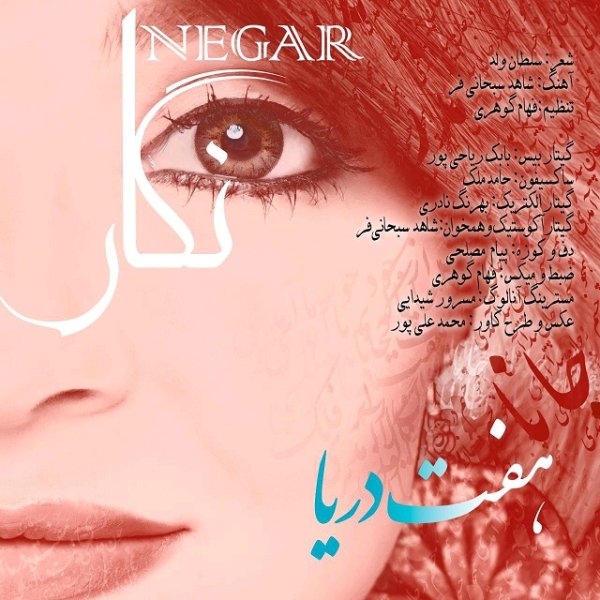 NEGAR
نگار
شعر: سلطان ولد
آهنگ: شاهد سبحانی فر
تنظیم: فهام گوهری
گیتار بیس: بابک ریاحی پور
ساکسیفون: حامد ملک
گیتار الکتریک: بهرنگ نادری
گیتار آکوستیک و همخوان: شاهد سبحانی فر
دف و کوزه: پیام مصلحی
ضبط و میکس: فهام گوهری
مسترینگ آنالوگ: مسرور شیدایی
عکس و طرح کاور: محمد علی پور
هفت دریا